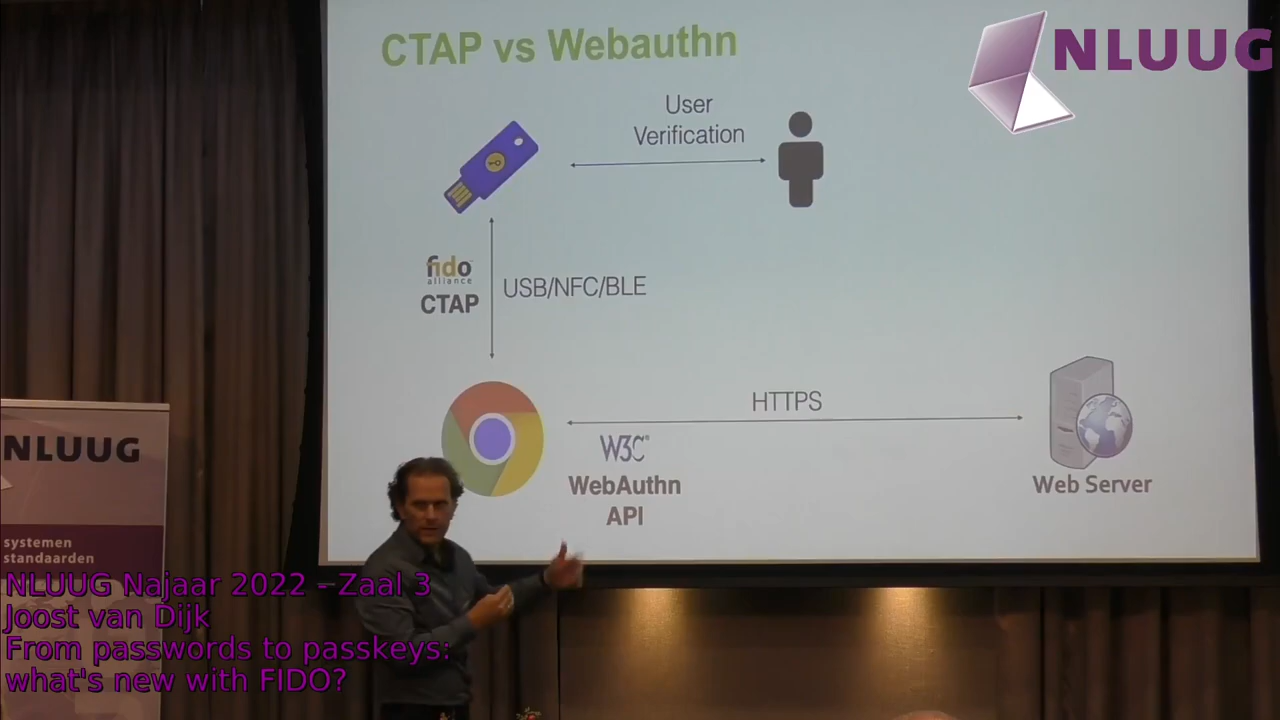 CTAP vs Webauthn
NLUUG
User
Verification
fido
alliance
CTAP
USB/NFC/BLE
HTTPS
W3C
WebAuthn
API
Web Server
NLUUG
systemen
standaarden
NLUUG Najaar 2022 - Zaal 3
Joost van Dijk
From passwords to passkeys:
what's new with FIDO?